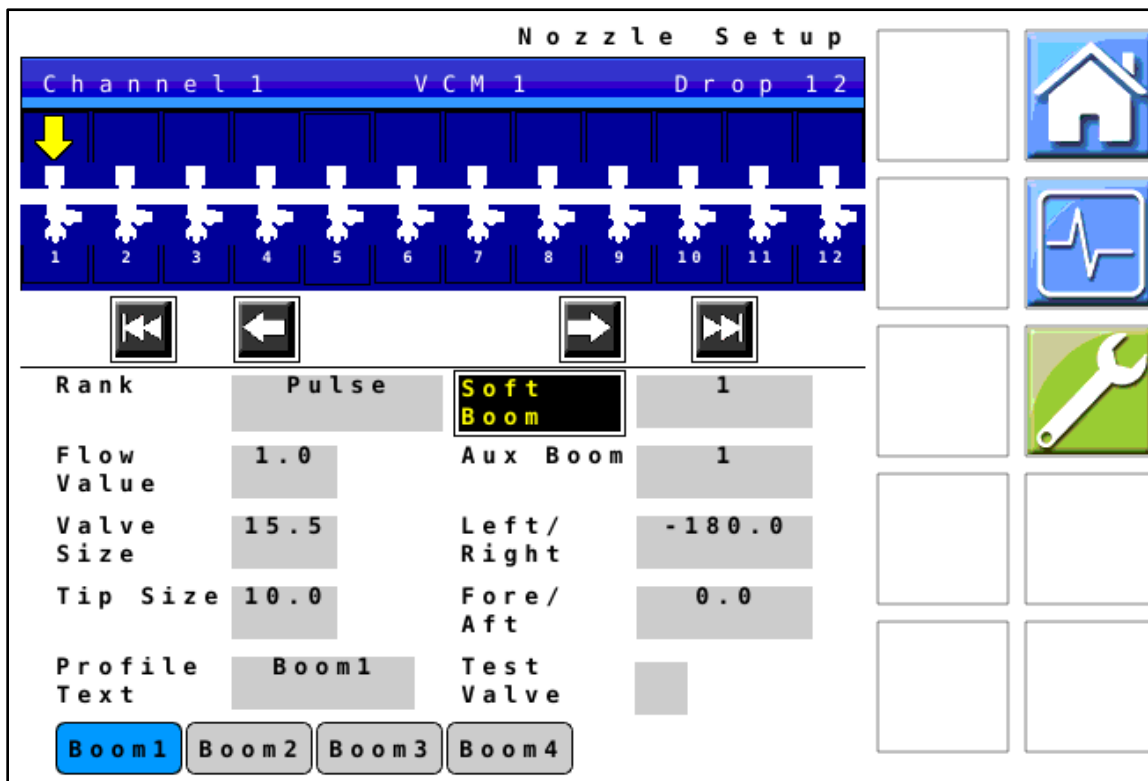 Nozzle Setup
Channel 1 VCM 1 Drop 12
1 2 3 4 5 6 7 8 9 10 11 12
Rank Pulse Soft Boom 1
Flow Value 1.0 Aux Boom 1
Valve Size 15.5 Left/ Right -180.0
Tip Size 10.0 Fore/ Aft 0.0
Profile Text Boom1 Test Valve
Boom1 Boom2 Boom3 Boom4